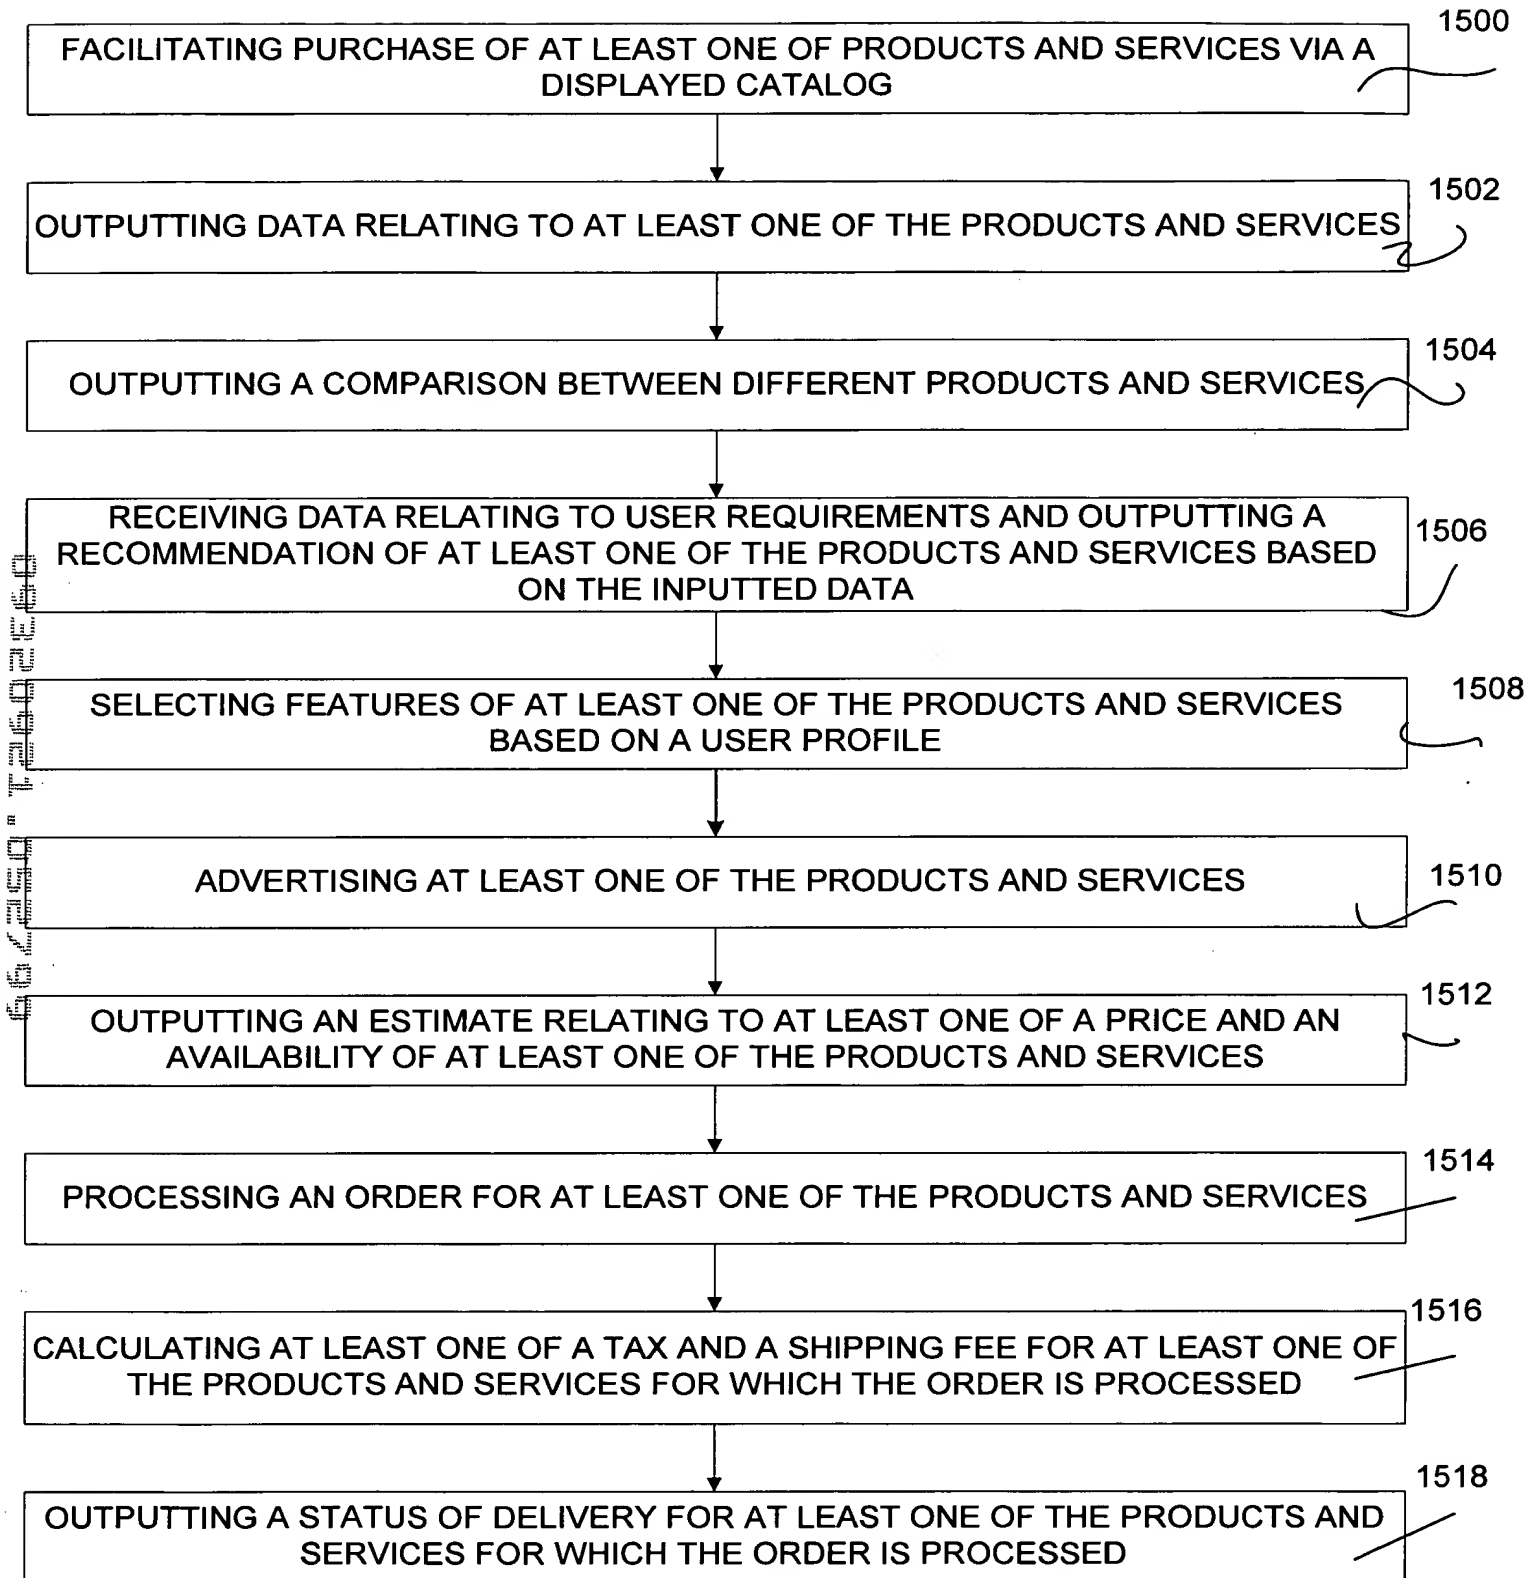 1500
FACILITATING PURCHASE OF AT LEAST ONE OF PRODUCTS AND SERVICES VIA A
DISPLAYED CATALOG
1502
OUTPUTTING DATA RELATING TO AT LEAST ONE OF THE PRODUCTS AND SERVICES
1504
OUTPUTTING A COMPARISON BETWEEN DIFFERENT PRODUCTS AND SERVICES
1506
RECEIVING DATA RELATING TO USER REQUIREMENTS AND OUTPUTTING A
RECOMMENDATION OF AT LEAST ONE OF THE PRODUCTS AND SERVICES BASED
ON THE INPUTTED DATA
1508
SELECTING FEATURES OF AT LEAST ONE OF THE PRODUCTS AND SERVICES
BASED ON A USER PROFILE
1510
ADVERTISING AT LEAST ONE OF THE PRODUCTS AND SERVICES
1512
OUTPUTTING AN ESTIMATE RELATING TO AT LEAST ONE OF A PRICE AND AN
AVAILABILITY OF AT LEAST ONE OF THE PRODUCTS AND SERVICES
1514
PROCESSING AN ORDER FOR AT LEAST ONE OF THE PRODUCTS AND SERVICES
1516
CALCULATING AT LEAST ONE OF A TAX AND A SHIPPING FEE FOR AT LEAST ONE OF
THE PRODUCTS AND SERVICES FOR WHICH THE ORDER IS PROCESSED
1518
OUTPUTTING A STATUS OF DELIVERY FOR AT LEAST ONE OF THE PRODUCTS AND
SERVICES FOR WHICH THE ORDER IS PROCESSED